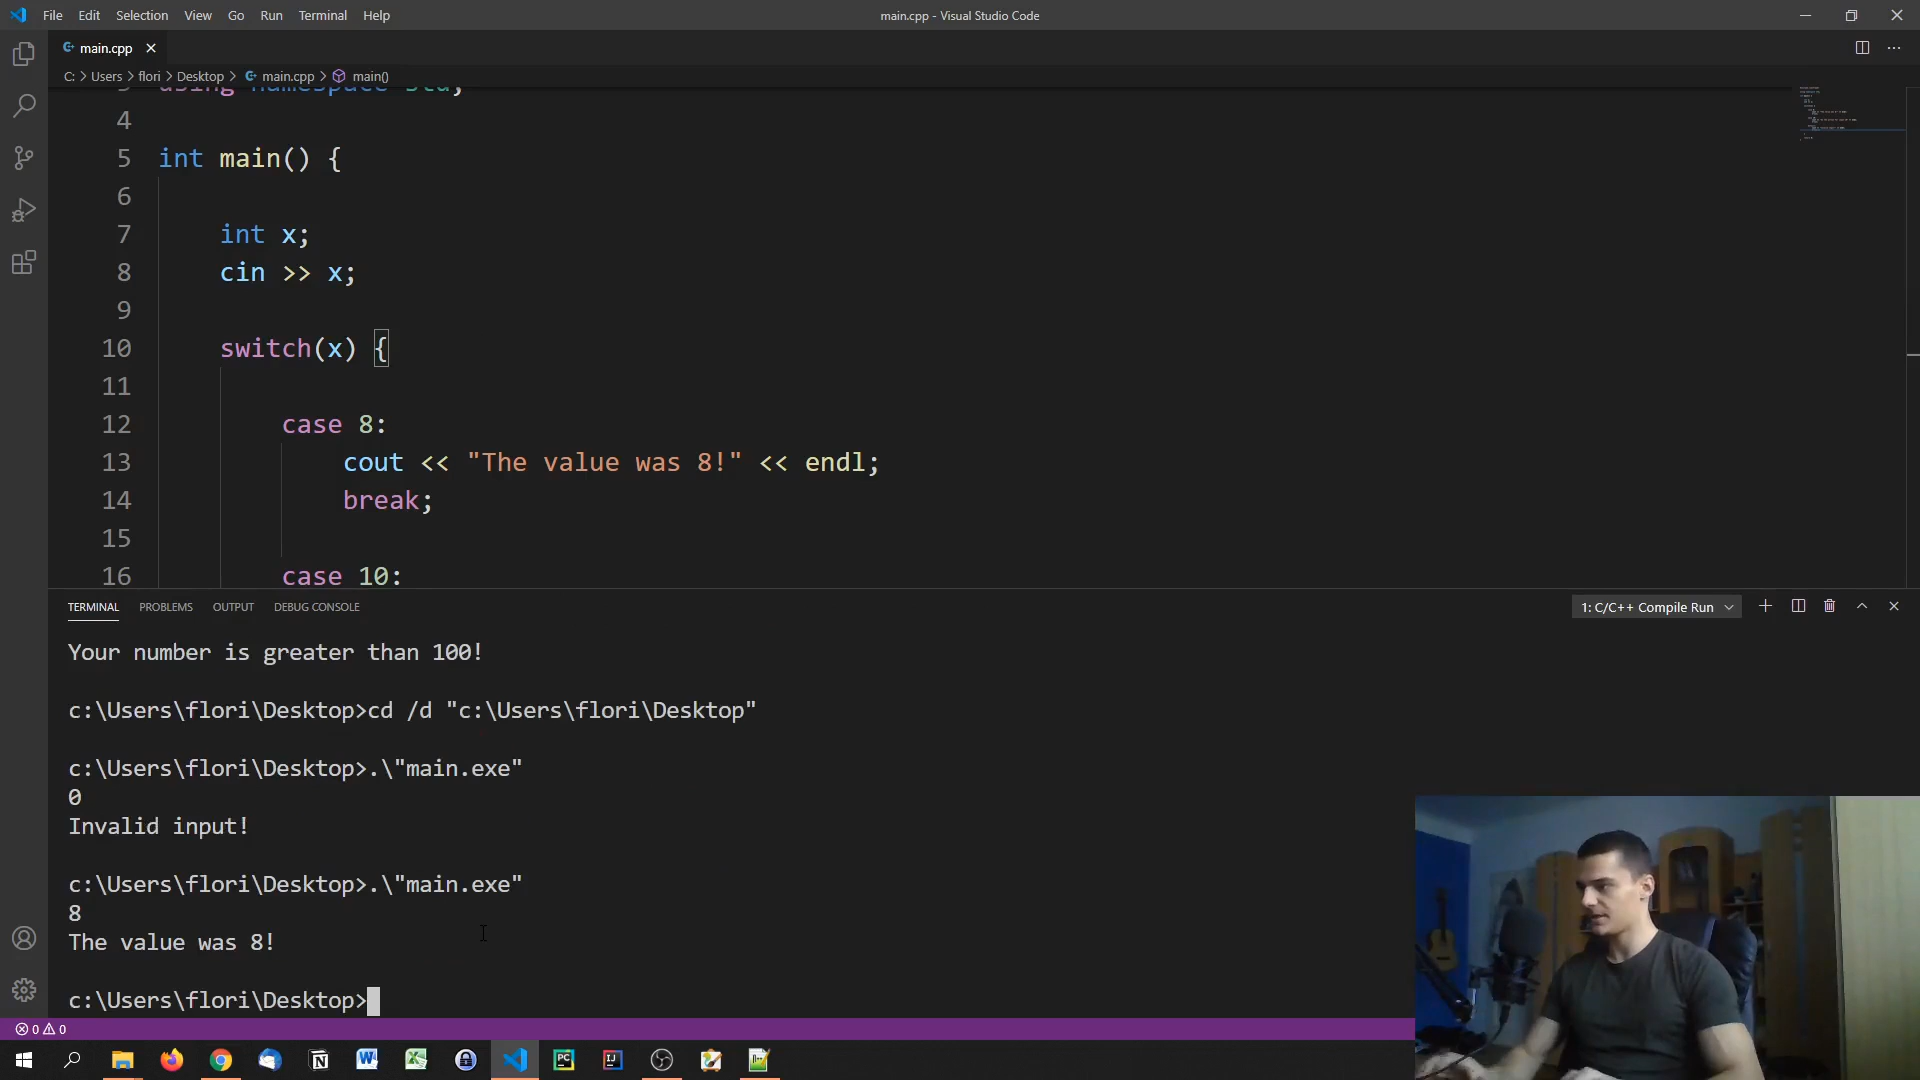 File Edit Selection View Go Run Terminal Help
main.cpp - Visual Studio Code
main.cpp
C: > Users > flori > Desktop > main.cpp > main()
3 using namespace std;
4
5 int main() {
6
7 int x;
8 cin >> x;
9
10 switch(x) {
11
12 case 8:
13 cout << "The value was 8!" << endl;
14 break;
15
16 case 10:
TERMINAL PROBLEMS OUTPUT DEBUG CONSOLE
1: C/C++ Compile Run
Your number is greater than 100!
c:\Users\flori\Desktop>cd /d "c:\Users\flori\Desktop"
c:\Users\flori\Desktop>.\"main.exe"
0
Invalid input!
c:\Users\flori\Desktop>.\"main.exe"
8
The value was 8!
c:\Users\flori\Desktop>
0 0